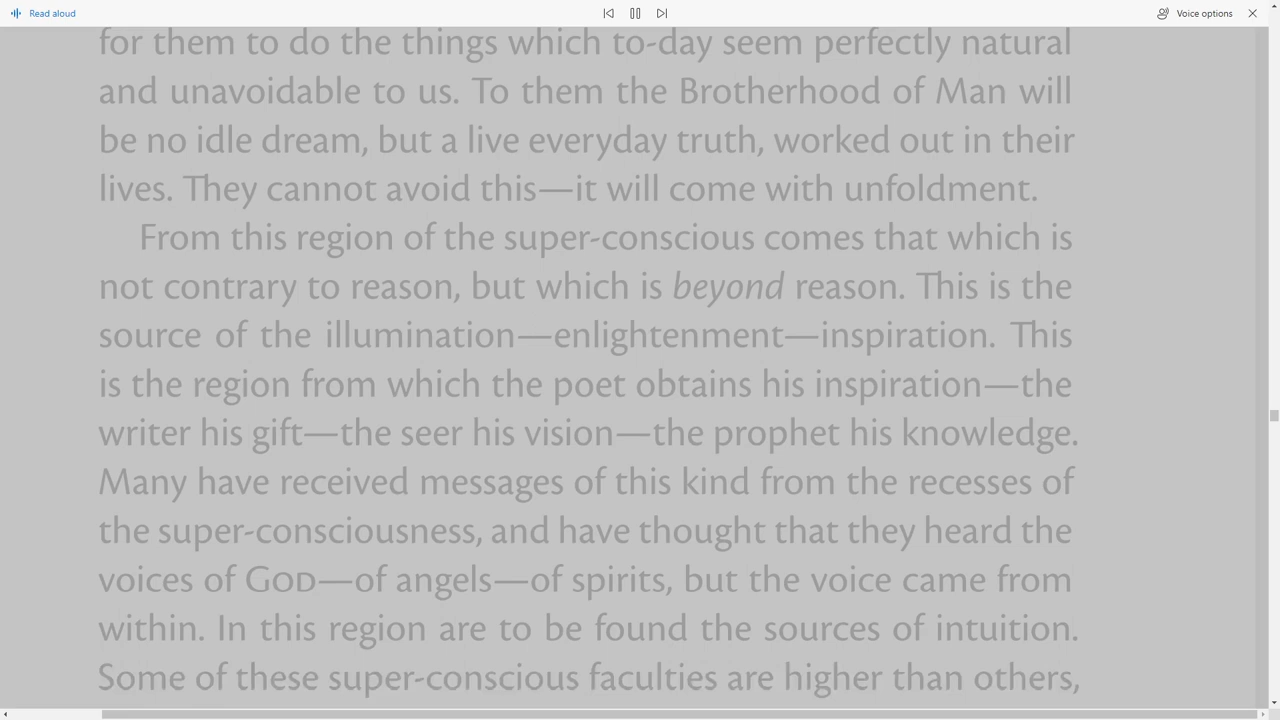 Read aloud
Voice options
for them to do the things which to-day seem perfectly natural
and unavoidable to us. To them the Brotherhood of Man will
be no idle dream, but a live everyday truth, worked out in their
lives. They cannot avoid this—it will come with unfoldment.
From this region of the super-conscious comes that which is
not contrary to reason, but which is beyond reason. This is the
source of the illumination—enlightenment—inspiration. This
is the region from which the poet obtains his inspiration—the
writer his gift—the seer his vision—the prophet his knowledge.
Many have received messages of this kind from the recesses of
the super-consciousness, and have thought that they heard the
voices of God—of angels—of spirits, but the voice came from
within. In this region are to be found the sources of intuition.
Some of these super-conscious faculties are higher than others,